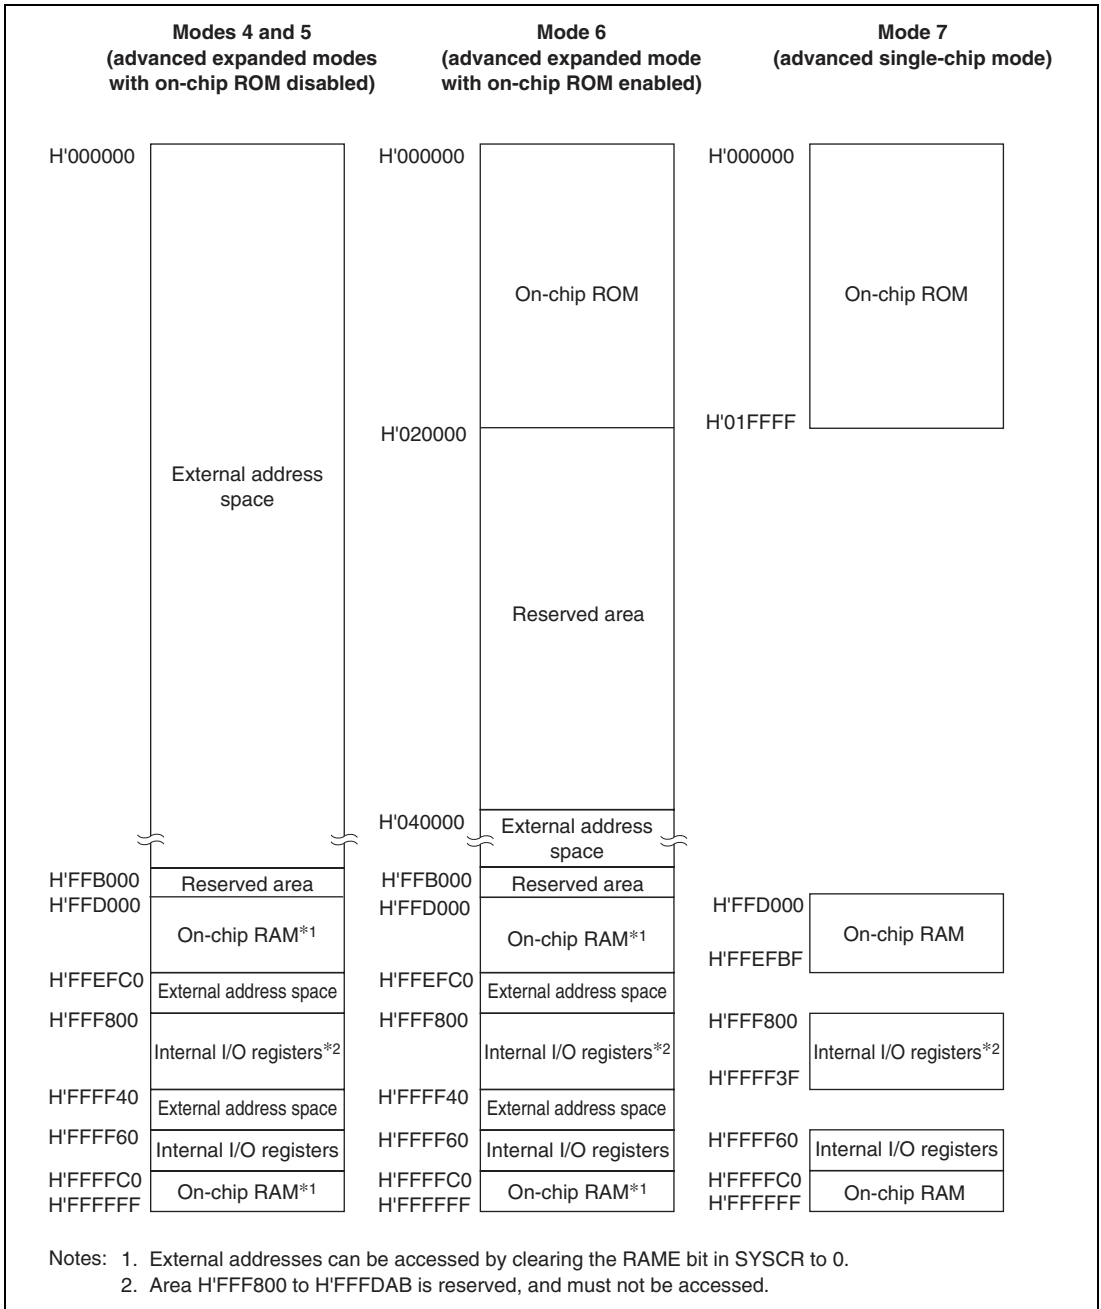 Modes 4 and 5
(advanced expanded modes
with on-chip ROM disabled)
Mode 6
(advanced expanded mode
with on-chip ROM enabled)
Mode 7
(advanced single-chip mode)
H'000000
External address
space
H'FFB000
Reserved area
H'FFD000
On-chip RAM*1
H'FFEFC0
External address space
H'FFF800
Internal I/O registers*2
H'FFFF40
External address space
H'FFFF60
Internal I/O registers
H'FFFFC0
On-chip RAM*1
H'FFFFFF
H'000000
On-chip ROM
H'020000
Reserved area
H'040000
External address
space
H'FFB000
Reserved area
H'FFD000
On-chip RAM*1
H'FFEFC0
External address space
H'FFF800
Internal I/O registers*2
H'FFFF40
External address space
H'FFFF60
Internal I/O registers
H'FFFFC0
On-chip RAM*1
H'FFFFFF
H'000000
On-chip ROM
H'01FFFF
H'FFD000
On-chip RAM
H'FFEFBF
H'FFF800
Internal I/O registers*2
H'FFFF3F
H'FFFF60
Internal I/O registers
H'FFFFC0
On-chip RAM
H'FFFFFF
Notes: 1. External addresses can be accessed by clearing the RAME bit in SYSCR to 0.
2. Area H'FFF800 to H'FFFDAB is reserved, and must not be accessed.